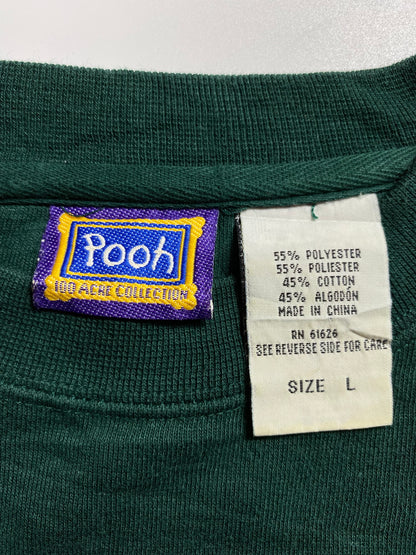 Pooh
100 ACRE COLLECTION
55% POLYESTER
55% POLIESTER
45% COTTON
45% ALGODÓN
MADE IN CHINA
RN 61626
SEE REVERSE SIDE FOR CARE
SIZE L